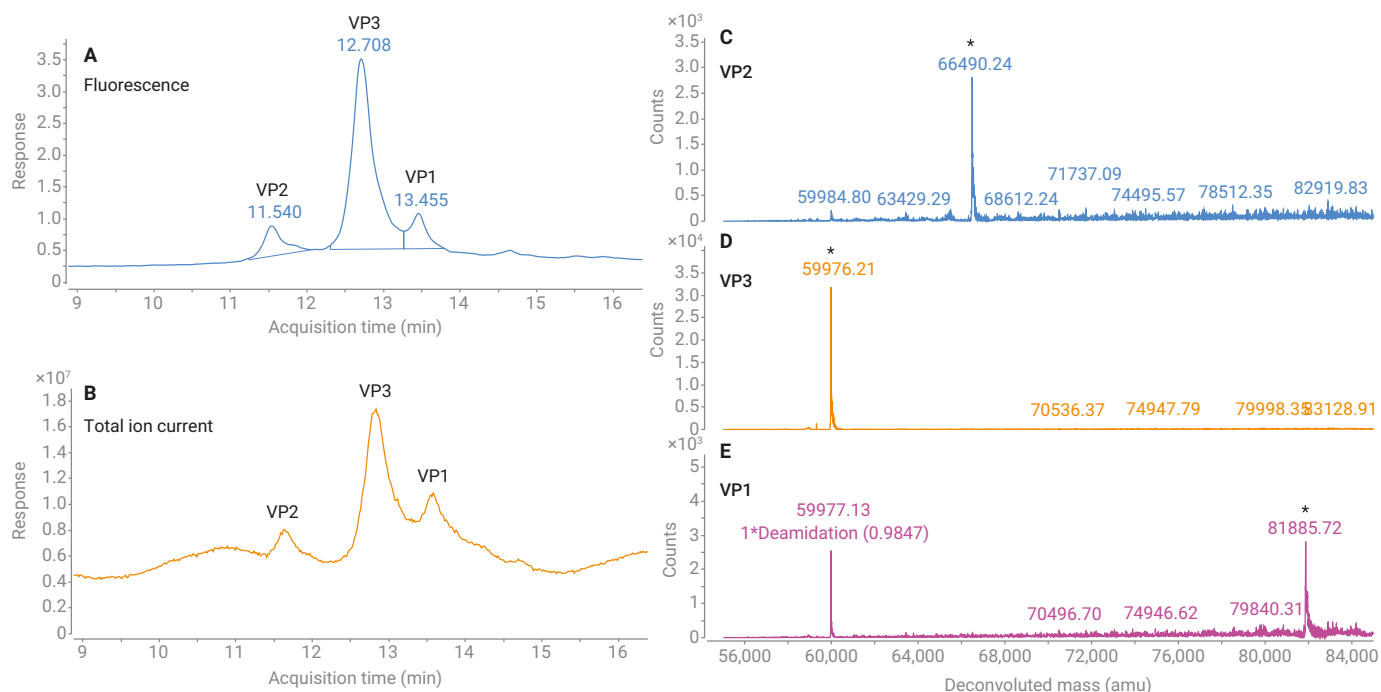 A
Fluorescence
VP3
12.708
VP2
11.540
VP1
13.455
Response
3.5
3.0
2.5
2.0
1.5
1.0
0.5
0
9 10 11 12 13 14 15 16
Acquisition time (min)
×10⁷
B
Total ion current
VP3
VP2
VP1
Response
1.8
1.6
1.4
1.2
1.0
0.8
0.6
0.4
0.2
0
9 10 11 12 13 14 15 16
Acquisition time (min)
×10³
C
VP2
*
66490.24
59984.80 63429.29 68612.24 71737.09 74495.57 78512.35 82919.83
Counts
3.5
3.0
2.5
2.0
1.5
1.0
0.5
0
×10⁴
D
VP3
*
59976.21
70536.37 74947.79 79998.35 83128.91
Counts
3.5
3.0
2.5
2.0
1.5
1.0
0.5
0
×10³
E
VP1
59977.13
1*Deamidation (0.9847)
*
81885.72
70496.70 74946.62 79840.31
Counts
5
4
3
2
1
0
56,000 60,000 64,000 68,000 72,000 76,000 80,000 84,000
Deconvoluted mass (amu)